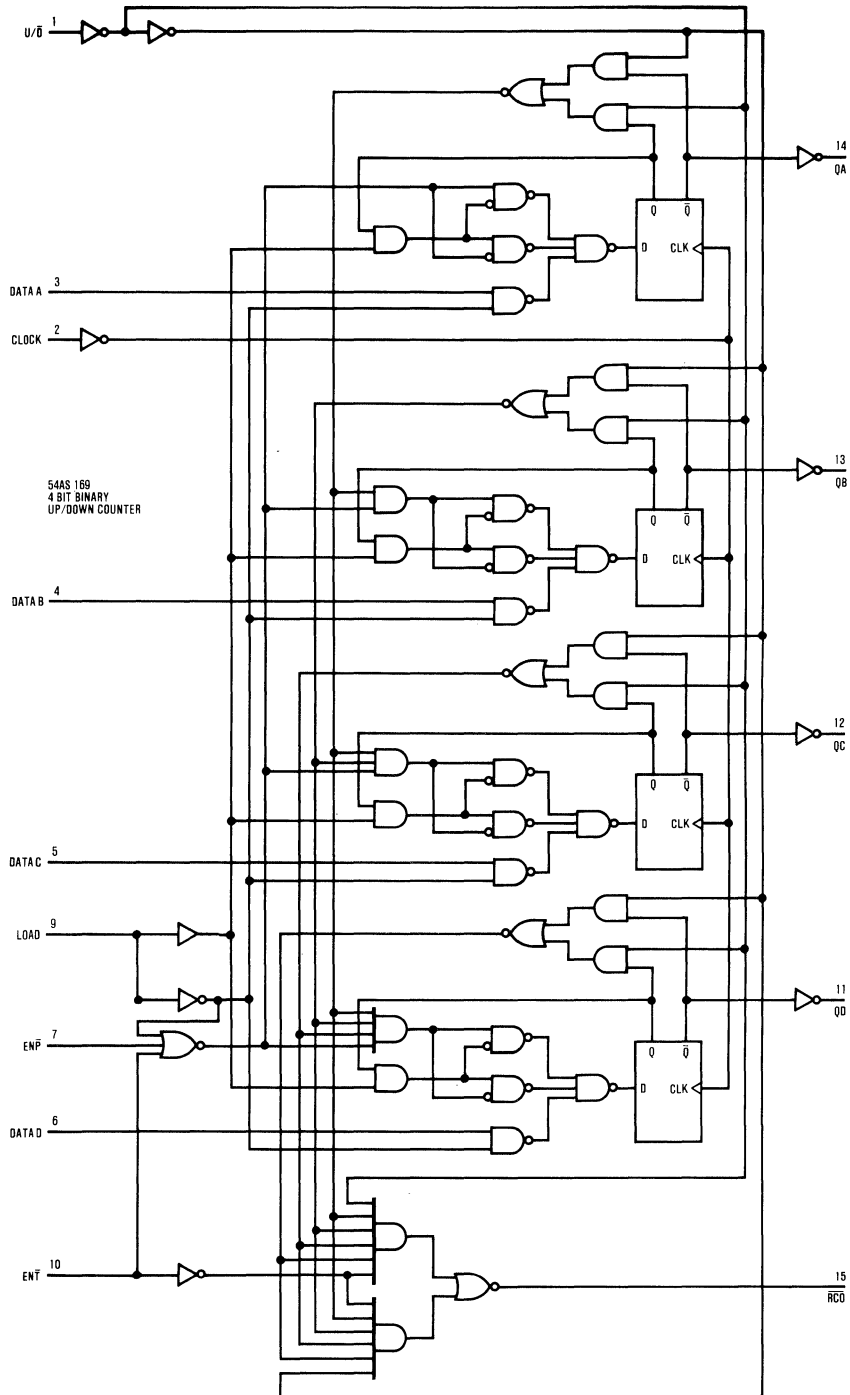 1
U/D̅
14
QA
Q Q̅
D CLK
3
DATA A
2
CLOCK
13
QB
54AS 169
4 BIT BINARY
UP/DOWN COUNTER
Q Q̅
D CLK
4
DATA B
12
QC
Q Q̅
D CLK
5
DATA C
9
LOAD
11
QD
7
ENP̅
Q Q̅
D CLK
6
DATA D
10
ENT̅
15
R̅C̅O̅